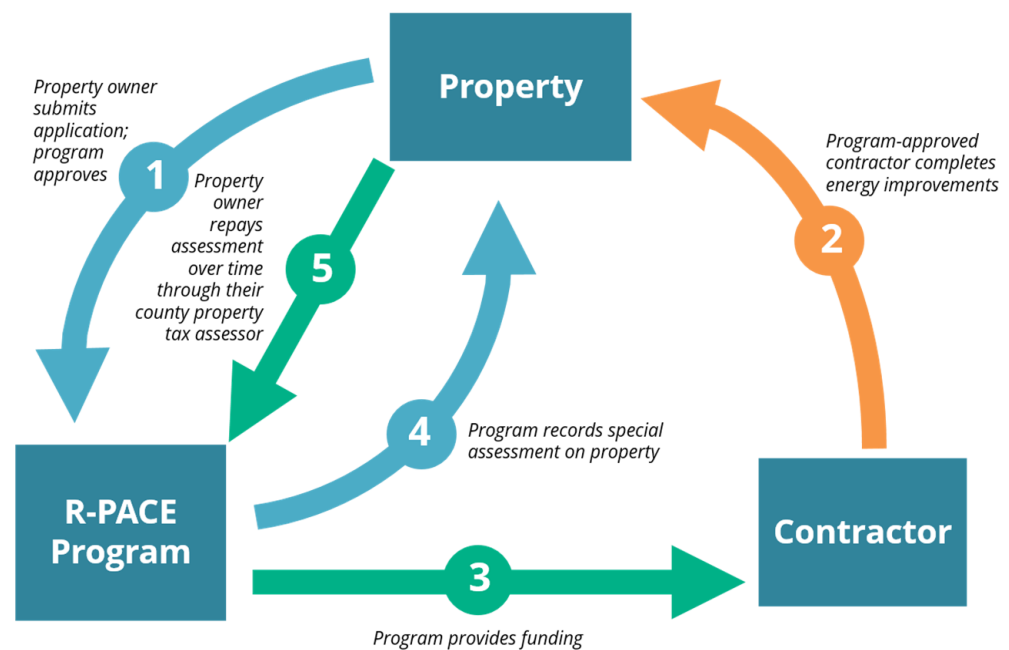 Property
Property owner
submits
application;
program
approves
1
Property
owner
repays
assessment
over time
through their
county property
tax assessor
5
Program-approved
contractor completes
energy improvements
2
4
Program records special
assessment on property
R-PACE
Program
Contractor
3
Program provides funding